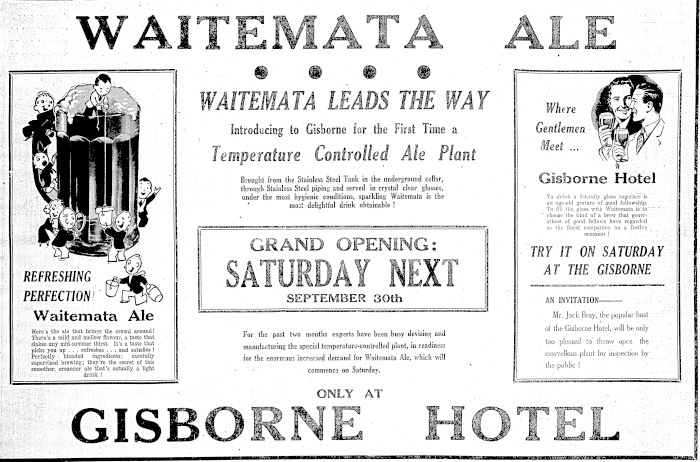 WAITEMATA ALE
WAITEMATA LEADS THE WAY
Introducing to Gisborne for the First Time a
Temperature Controlled Ale Plant
Brought from the Stainless Steel Tank in the underground cellar,
through Stainless Steel piping and served in crystal clear glasses,
under the most hygienic conditions, sparkling Waitemata is the
most delightful drink obtainable !
GRAND OPENING:
SATURDAY NEXT
SEPTEMBER 30th
For the past two months experts have been busy devising and
manufacturing the special temperature-controlled plant, in readiness
for the enormous increased demand for Waitemata Ale, which will
commence on Saturday.
REFRESHING
PERFECTION!
Waitemata Ale
Here's the ale that brings the crowd around!
There's a mild and mellow flavour, a taste that
slakes any mid-summer thirst. It's a taste that
picks you up . . . refreshes . . . and satisfies !
Perfectly blended ingredients; carefully
supervised brewing; they're the secret of this
smoother, creamier ale that's actually a light
drink !
Where
Gentlemen
Meet ...
Gisborne Hotel
To drink a friendly glass together is
an age-old gesture of good fellowship.
To fill the glass with Waitemata is to
choose the kind of a brew that gener-
ations of good fellows have regarded
as the finest companion on a festive
occasion !
TRY IT ON SATURDAY
AT THE GISBORNE
AN INVITATION——
Mr. Jack Bray, the popular host
of the Gisborne Hotel, will be only
too pleased to throw open the
marvellous plant for inspection by
the public !
ONLY AT
GISBORNE HOTEL